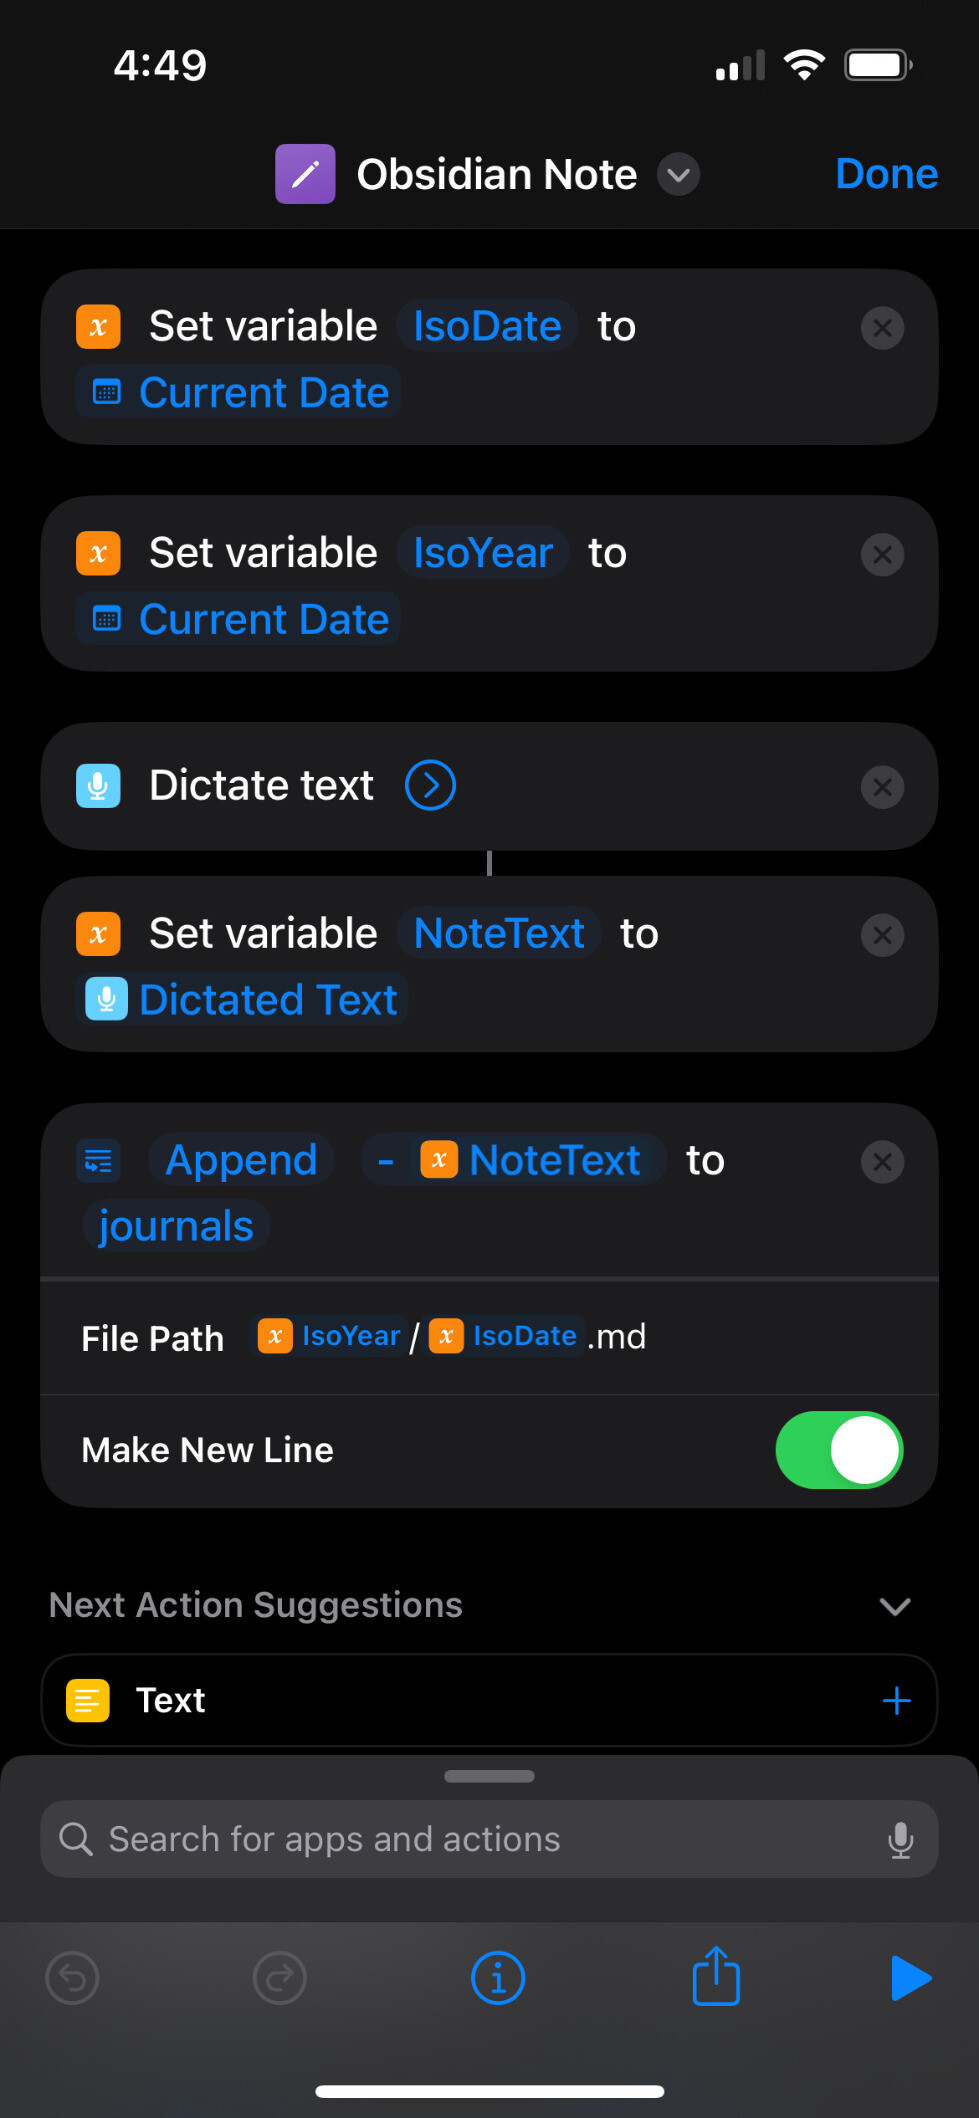 4:49
Obsidian Note
Done
Set variable IsoDate to
Current Date
Set variable IsoYear to
Current Date
Dictate text
Set variable NoteText to
Dictated Text
Append - NoteText to
journals
File Path IsoYear/IsoDate.md
Make New Line
Next Action Suggestions
Text
Search for apps and actions